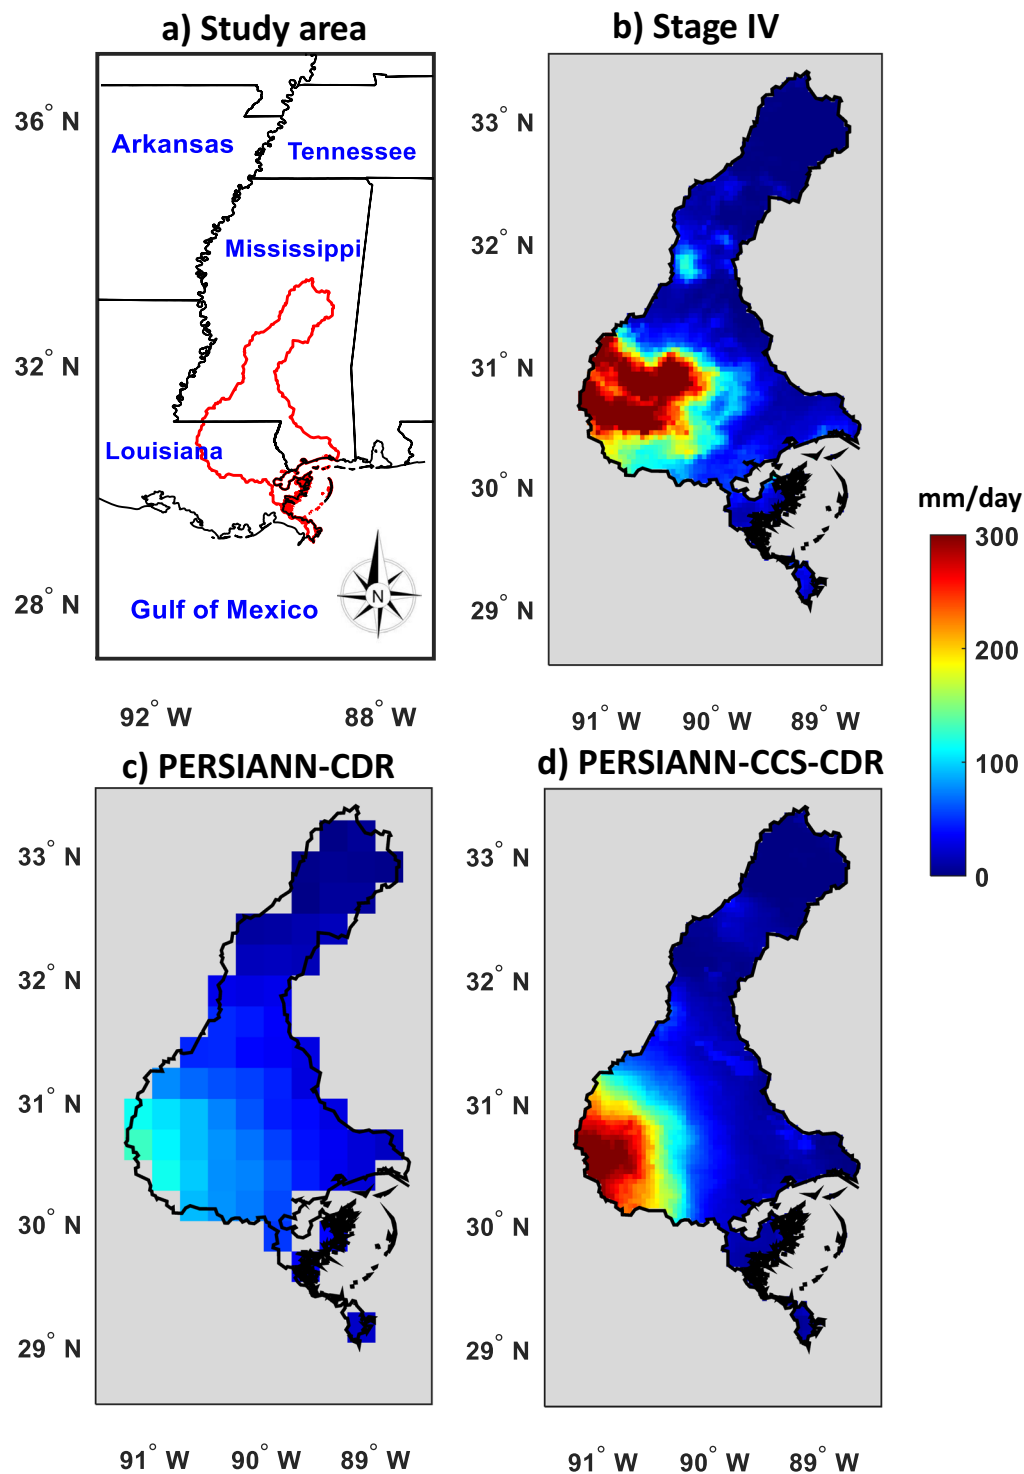 a) Study area
36° N
32° N
28° N
92° W
88° W
Arkansas
Tennessee
Mississippi
Louisiana
Gulf of Mexico
N
b) Stage IV
33° N
32° N
31° N
30° N
29° N
91° W
90° W
89° W
mm/day
300
200
100
0
c) PERSIANN-CDR
33° N
32° N
31° N
30° N
29° N
91° W
90° W
89° W
d) PERSIANN-CCS-CDR
33° N
32° N
31° N
30° N
29° N
91° W
90° W
89° W